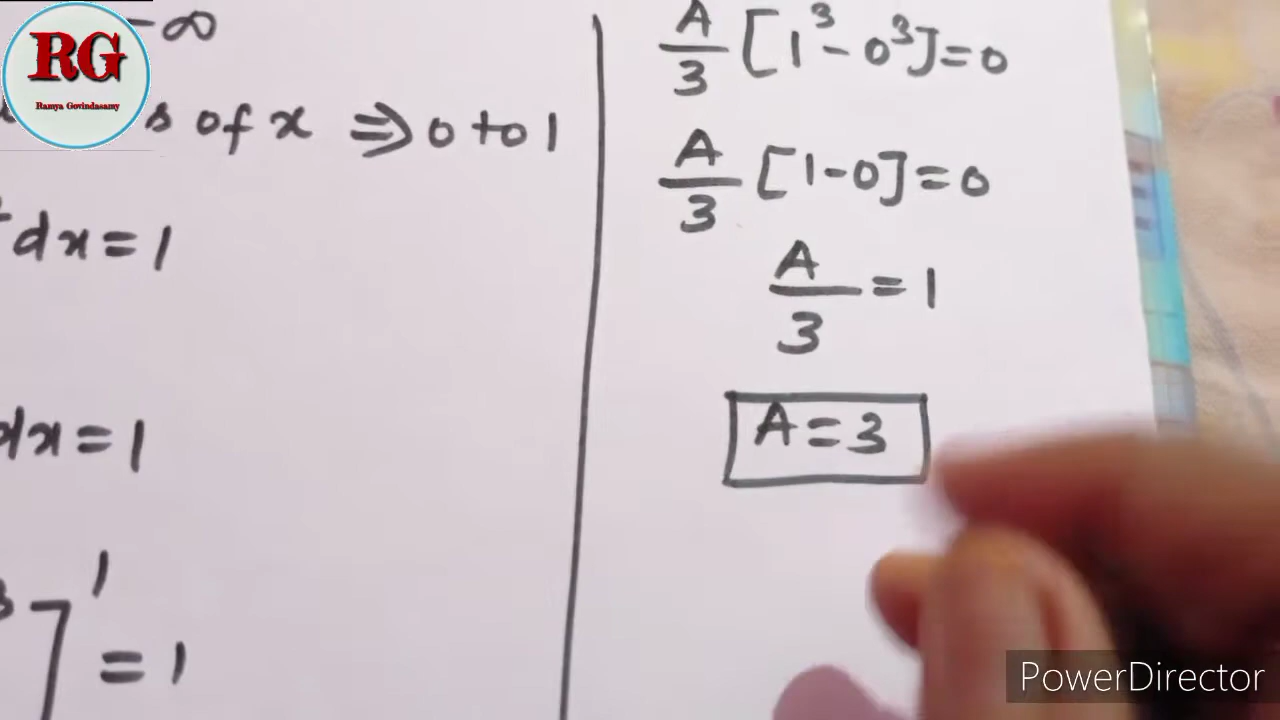 RG
Ramya Govindasamy
-∞
of x ⇒ 0 to 1
dx = 1
dx = 1
]¹ = 1
A/3 [1³ - 0³] = 0
A/3 [1-0] = 0
A/3 = 1
A = 3
PowerDirector